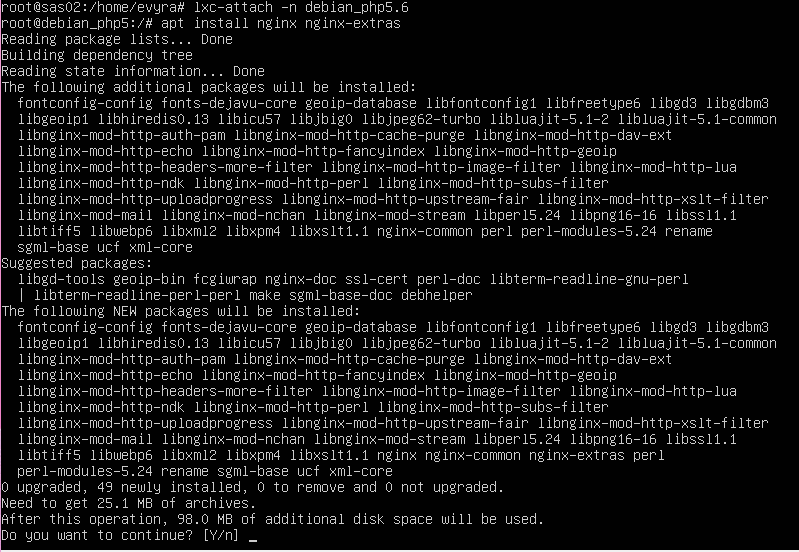 root@sas02:/home/evyra# lxc-attach -n debian_php5.6
root@debian_php5:/# apt install nginx nginx-extras
Reading package lists... Done
Building dependency tree
Reading state information... Done
The following additional packages will be installed:
  fontconfig-config fonts-dejavu-core geoip-database libfontconfig1 libfreetype6 libgd3 libgdbm3
  libgeoip1 libhiredis0.13 libicu57 libjbig0 libjpeg62-turbo libluajit-5.1-2 libluajit-5.1-common
  libnginx-mod-http-auth-pam libnginx-mod-http-cache-purge libnginx-mod-http-dav-ext
  libnginx-mod-http-echo libnginx-mod-http-fancyindex libnginx-mod-http-geoip
  libnginx-mod-http-headers-more-filter libnginx-mod-http-image-filter libnginx-mod-http-lua
  libnginx-mod-http-ndk libnginx-mod-http-perl libnginx-mod-http-subs-filter
  libnginx-mod-http-uploadprogress libnginx-mod-http-upstream-fair libnginx-mod-http-xslt-filter
  libnginx-mod-mail libnginx-mod-nchan libnginx-mod-stream libperl5.24 libpng16-16 libssl1.1
  libtiff5 libwebp6 libxml2 libxpm4 libxslt1.1 nginx-common perl perl-modules-5.24 rename
  sgml-base ucf xml-core
Suggested packages:
  libgd-tools geoip-bin fcgiwrap nginx-doc ssl-cert perl-doc libterm-readline-gnu-perl
  | libterm-readline-perl-perl make sgml-base-doc debhelper
The following NEW packages will be installed:
  fontconfig-config fonts-dejavu-core geoip-database libfontconfig1 libfreetype6 libgd3 libgdbm3
  libgeoip1 libhiredis0.13 libicu57 libjbig0 libjpeg62-turbo libluajit-5.1-2 libluajit-5.1-common
  libnginx-mod-http-auth-pam libnginx-mod-http-cache-purge libnginx-mod-http-dav-ext
  libnginx-mod-http-echo libnginx-mod-http-fancyindex libnginx-mod-http-geoip
  libnginx-mod-http-headers-more-filter libnginx-mod-http-image-filter libnginx-mod-http-lua
  libnginx-mod-http-ndk libnginx-mod-http-perl libnginx-mod-http-subs-filter
  libnginx-mod-http-uploadprogress libnginx-mod-http-upstream-fair libnginx-mod-http-xslt-filter
  libnginx-mod-mail libnginx-mod-nchan libnginx-mod-stream libperl5.24 libpng16-16 libssl1.1
  libtiff5 libwebp6 libxml2 libxpm4 libxslt1.1 nginx nginx-common nginx-extras perl
  perl-modules-5.24 rename sgml-base ucf xml-core
0 upgraded, 49 newly installed, 0 to remove and 0 not upgraded.
Need to get 25.1 MB of archives.
After this operation, 98.0 MB of additional disk space will be used.
Do you want to continue? [Y/n] _